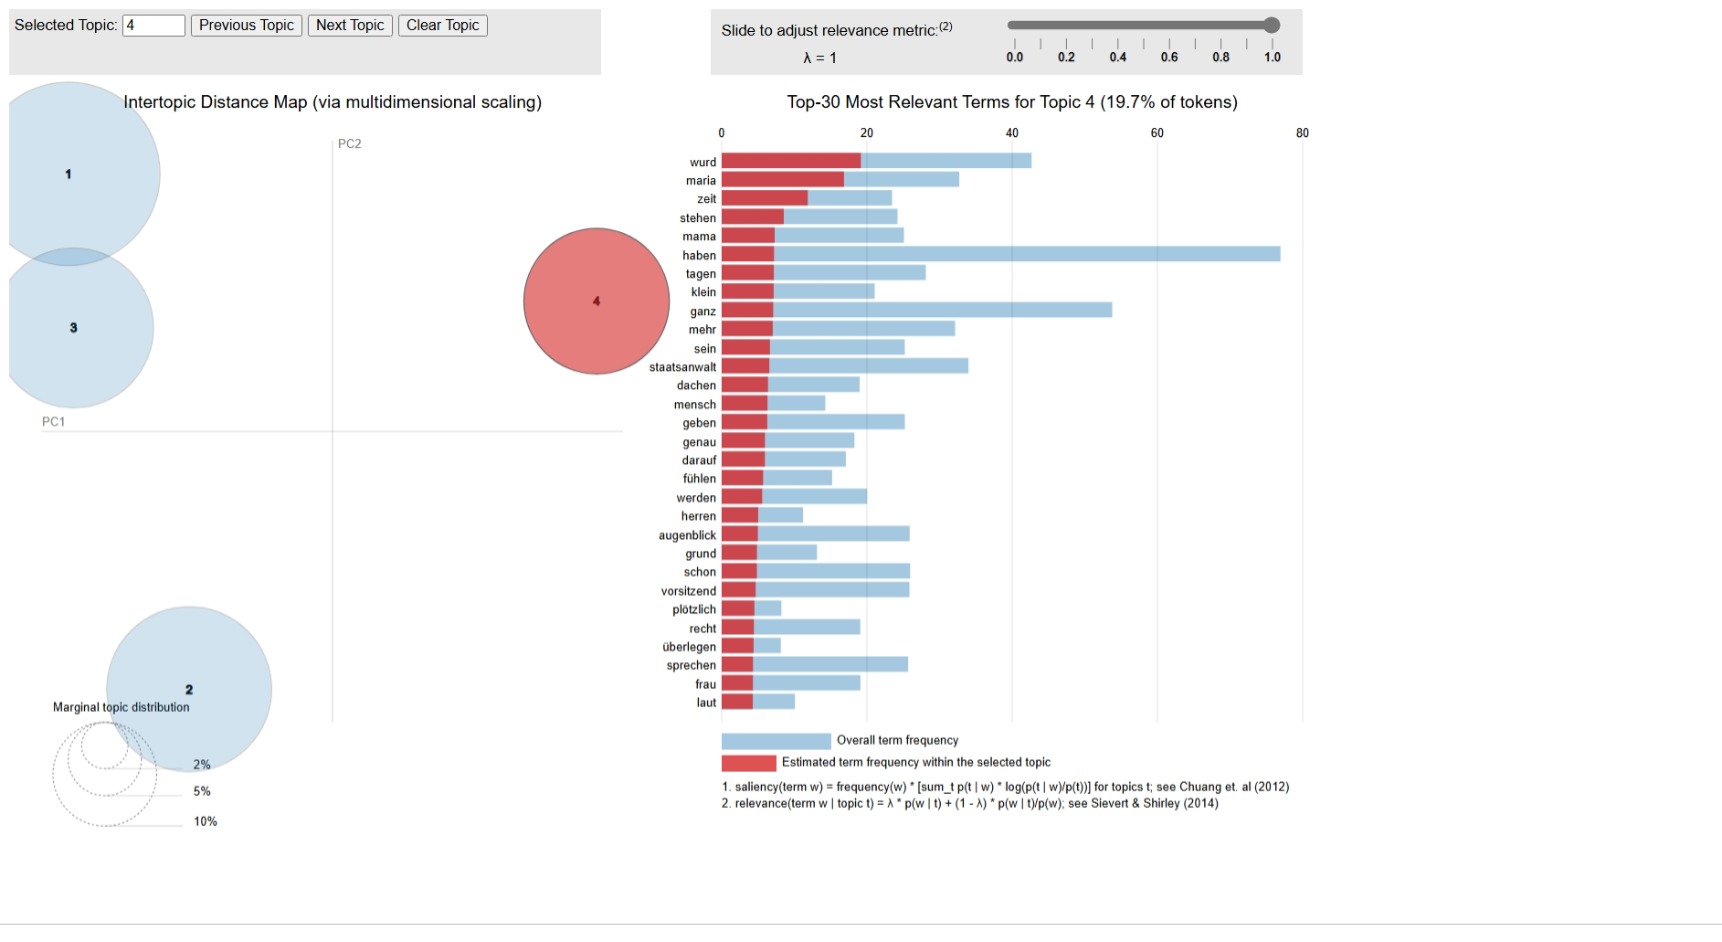 Selected Topic: 4 Previous Topic Next Topic Clear Topic
Slide to adjust relevance metric:(2)
λ = 1
0.0 0.2 0.4 0.6 0.8 1.0
Intertopic Distance Map (via multidimensional scaling)
PC2
PC1
1
3
4
2
Marginal topic distribution
2%
5%
10%
Top-30 Most Relevant Terms for Topic 4 (19.7% of tokens)
0 20 40 60 80
wurd
maria
zeit
stehen
mama
haben
tagen
klein
ganz
mehr
sein
staatsanwalt
dachen
mensch
geben
genau
darauf
fühlen
werden
herren
augenblick
grund
schon
vorsitzend
plötzlich
recht
überlegen
sprechen
frau
laut
Overall term frequency
Estimated term frequency within the selected topic
1. saliency(term w) = frequency(w) * [sum_t p(t | w) * log(p(t | w)/p(t))] for topics t; see Chuang et. al (2012)
2. relevance(term w | topic t) = λ * p(w | t) + (1 - λ) * p(w | t)/p(w); see Sievert & Shirley (2014)